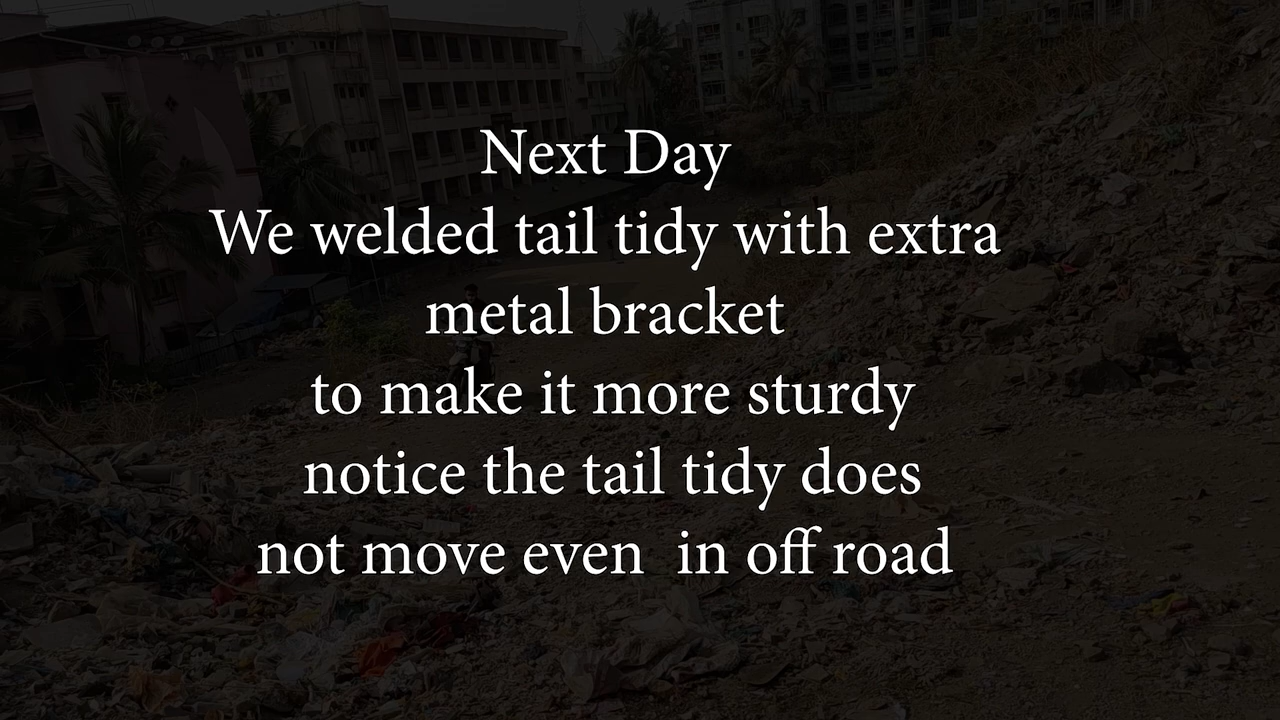 Next Day
We welded tail tidy with extra
metal bracket
to make it more sturdy
notice the tail tidy does
not move even  in off road